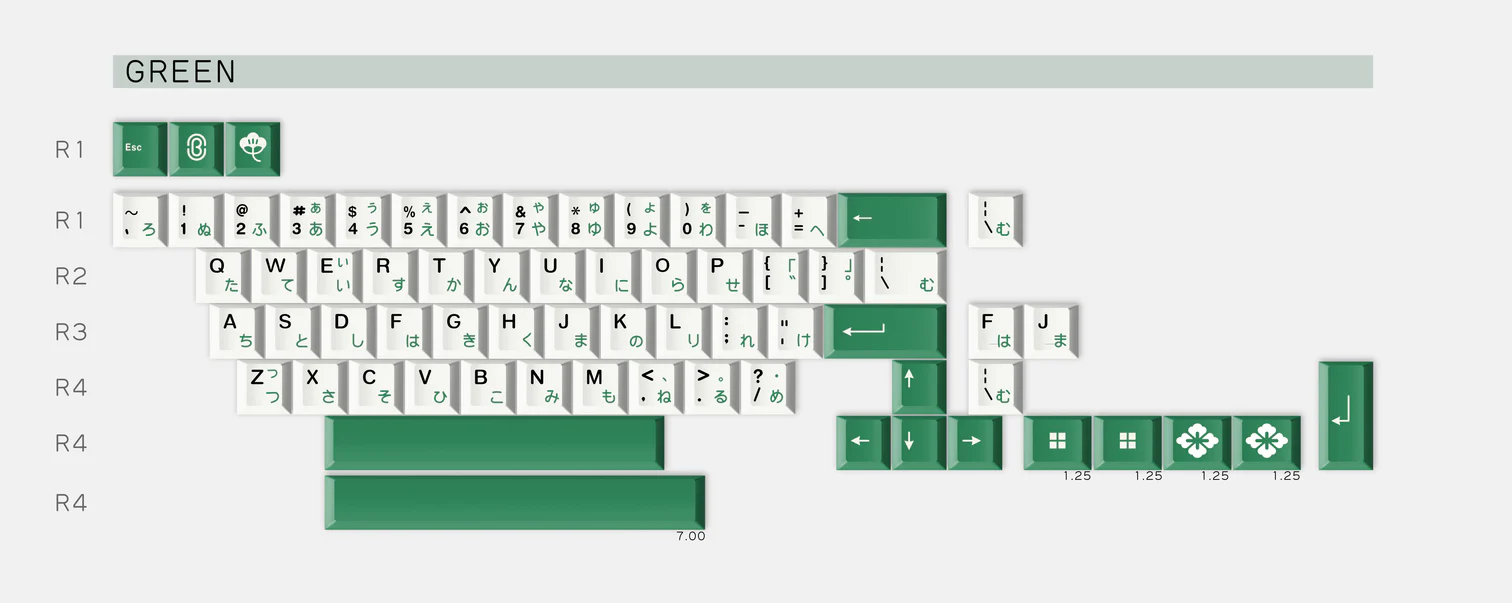 GREEN
R1 Esc
R1 ~ ` ろ ! 1 ぬ @ 2 ふ # あ 3 あ $ う 4 う % え 5 え ^ お 6 お & や 7 や * ゆ 8 ゆ ( よ 9 よ ) を 0 わ _ - ほ + = へ ← ¦ \ む
R2 Q た W て E い い R す T か Y ん U な I に O ら P せ { 「 [ ゛ } 」 ] ゜ ¦ \ む
R3 A ち S と D し F は G き H く J ま K の L り : ; れ " ' け ↵ F は J ま
R4 Z つ つ X さ C そ V ひ B こ N み M も < 、 , ね > 。 . る ? ・ / め ↑ ¦ \ む
R4 ← ↓ → ↵
1.25 1.25 1.25 1.25
R4
7.00